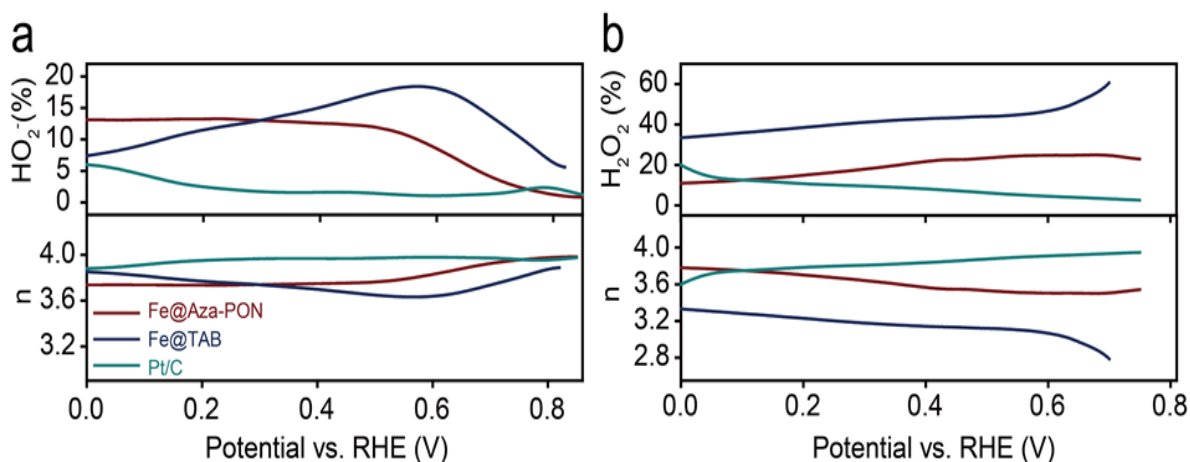 a
HO₂⁻(%)
20
15
10
5
0
n
4.0
3.6
3.2
Fe@Aza-PON
Fe@TAB
Pt/C
0.0 0.2 0.4 0.6 0.8
Potential vs. RHE (V)
b
H₂O₂ (%)
60
40
20
0
n
4.0
3.6
3.2
2.8
0.0 0.2 0.4 0.6 0.8
Potential vs. RHE (V)